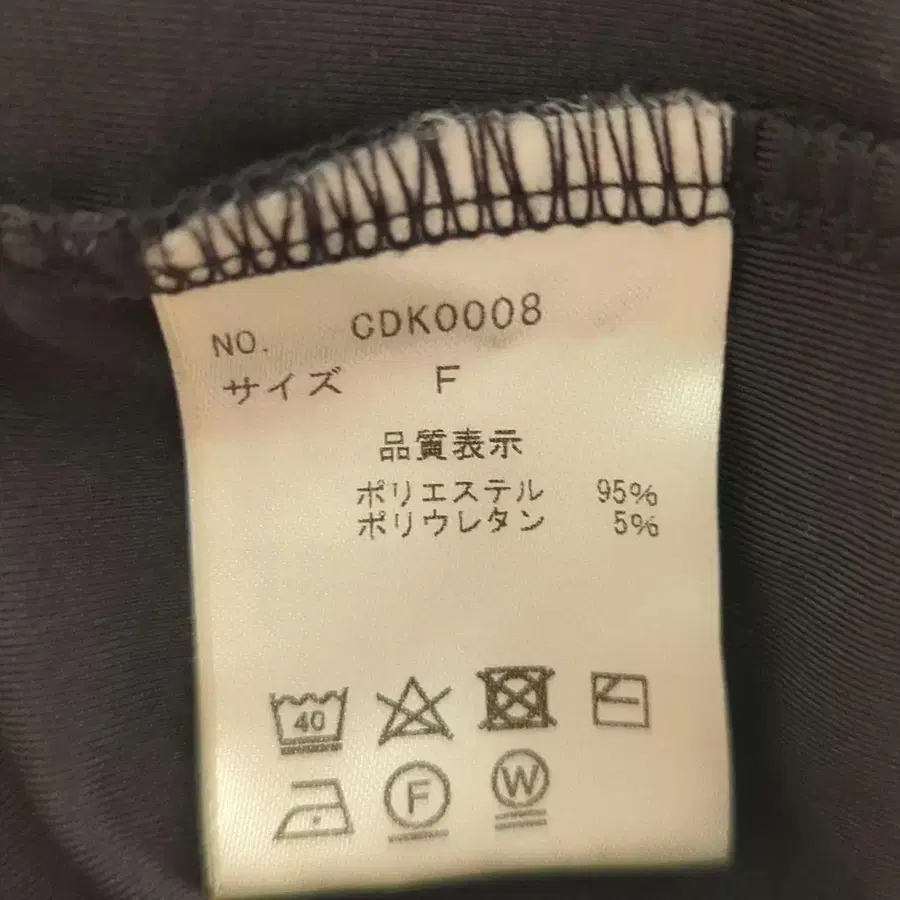 NO. CDK0008
サイズ F
品質表示
ポリエステル 95%
ポリウレタン 5%
40
F W